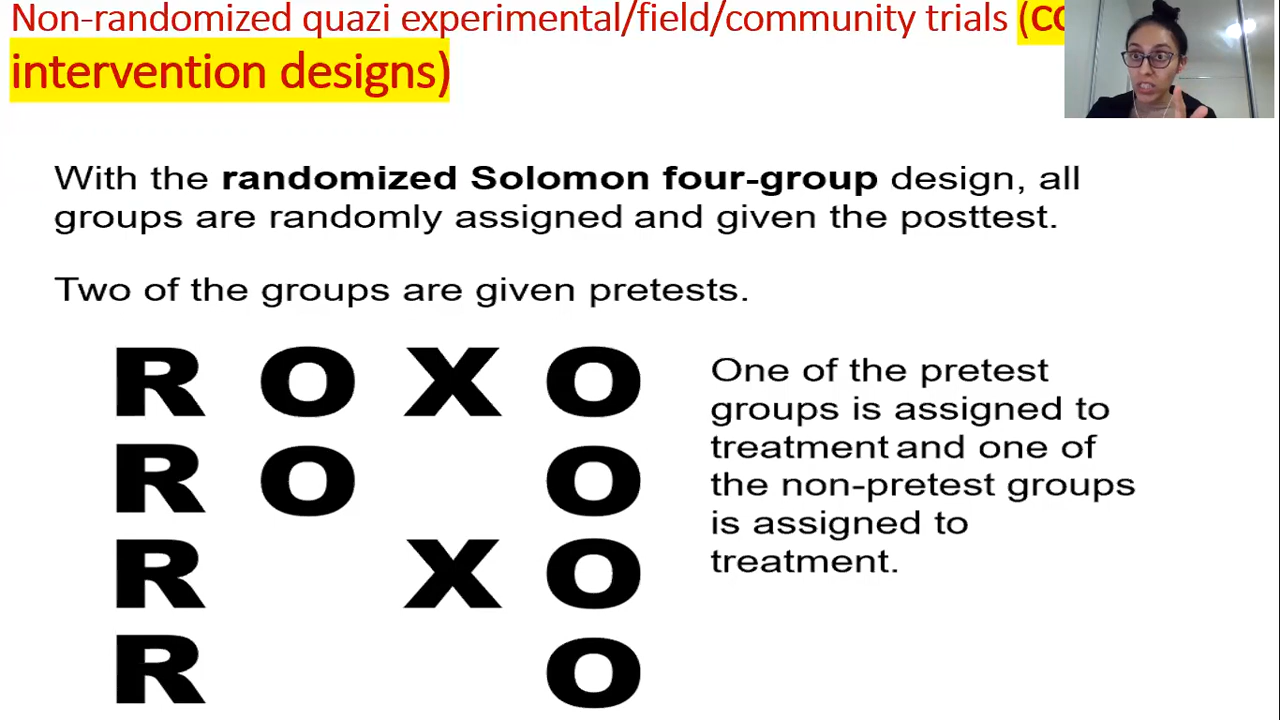 Non-randomized quazi experimental/field/community trials (
intervention designs)
With the randomized Solomon four-group design, all
groups are randomly assigned and given the posttest.
Two of the groups are given pretests.
R O X O
R O O
R X O
R O
One of the pretest
groups is assigned to
treatment and one of
the non-pretest groups
is assigned to
treatment.